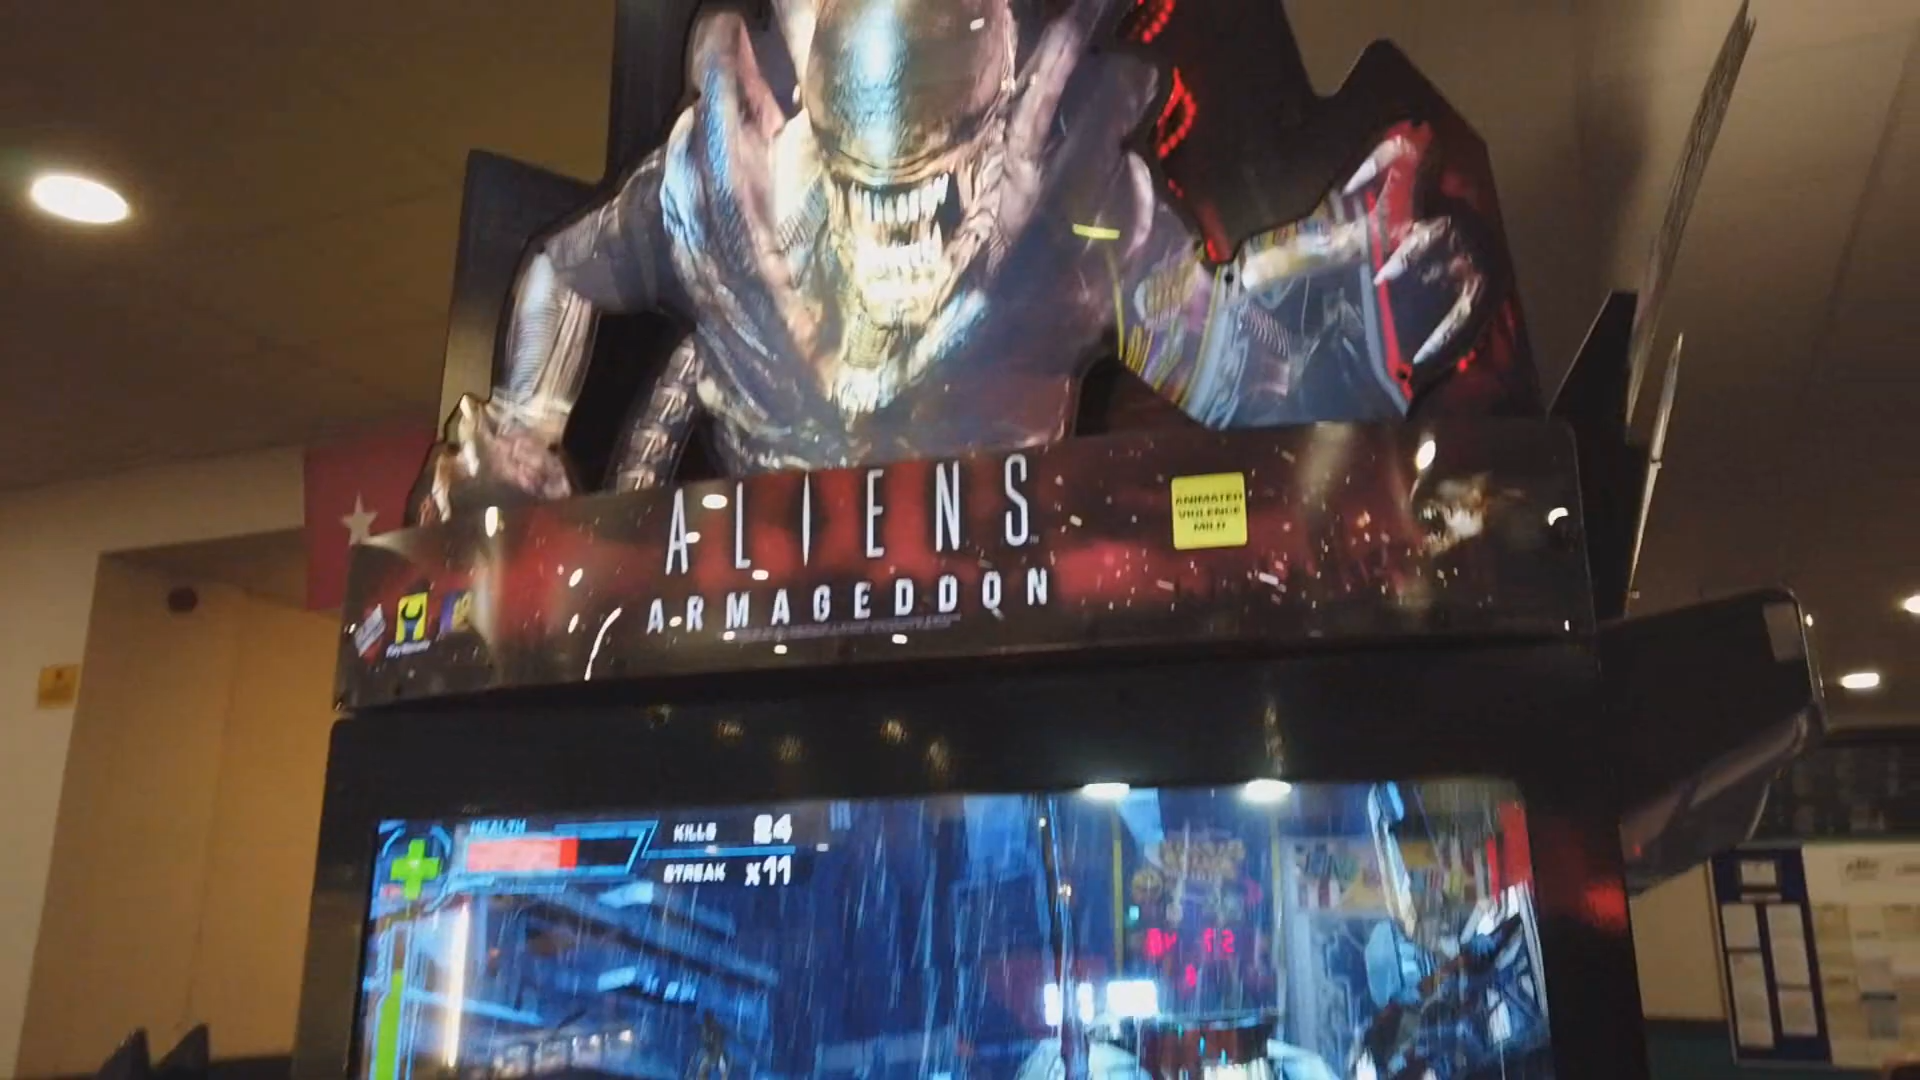 ALIENS
ARMAGEDDON
ANIMATED
VIOLENCE
MILD
HEALTH
KILLS 24
STREAK x11